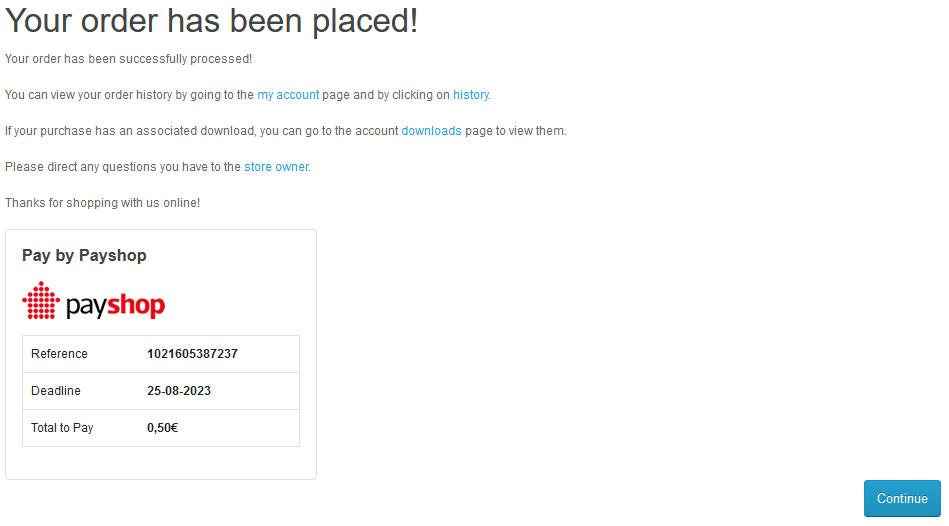 Your order has been placed!
Your order has been successfully processed!
You can view your order history by going to the my account page and by clicking on history.
If your purchase has an associated download, you can go to the account downloads page to view them.
Please direct any questions you have to the store owner.
Thanks for shopping with us online!
Pay by Payshop
payshop
Reference 1021605387237
Deadline 25-08-2023
Total to Pay 0,50€
Continue